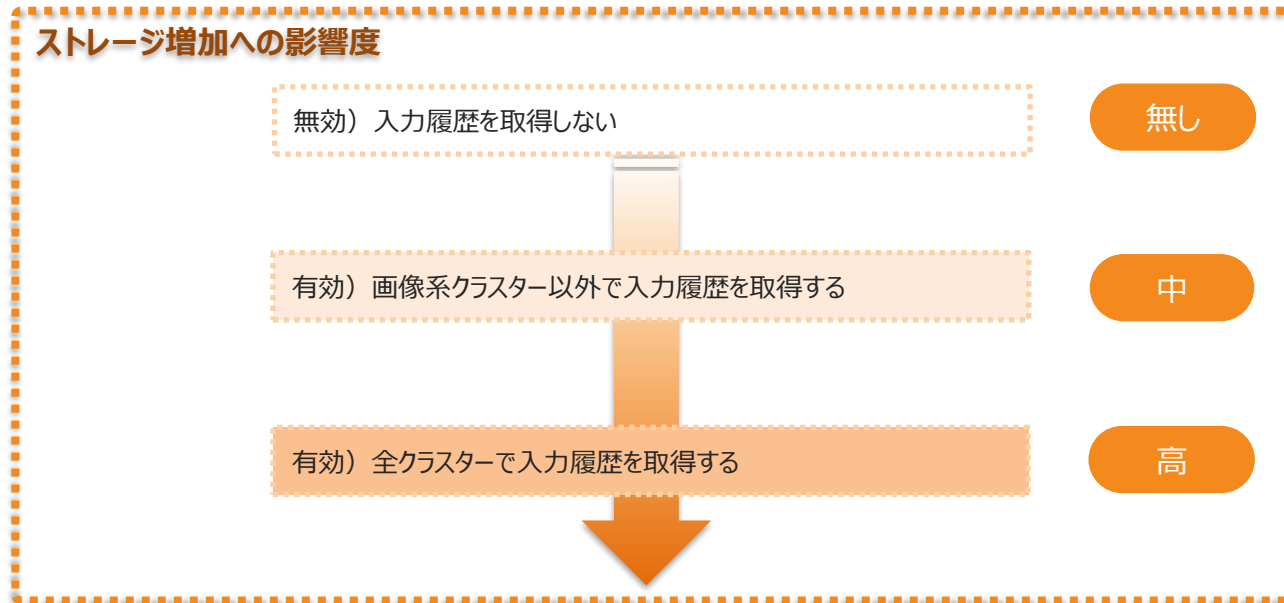 ストレージ増加への影響度
無効）入力履歴を取得しない
無し
有効）画像系クラスター以外で入力履歴を取得する
中
有効）全クラスターで入力履歴を取得する
高